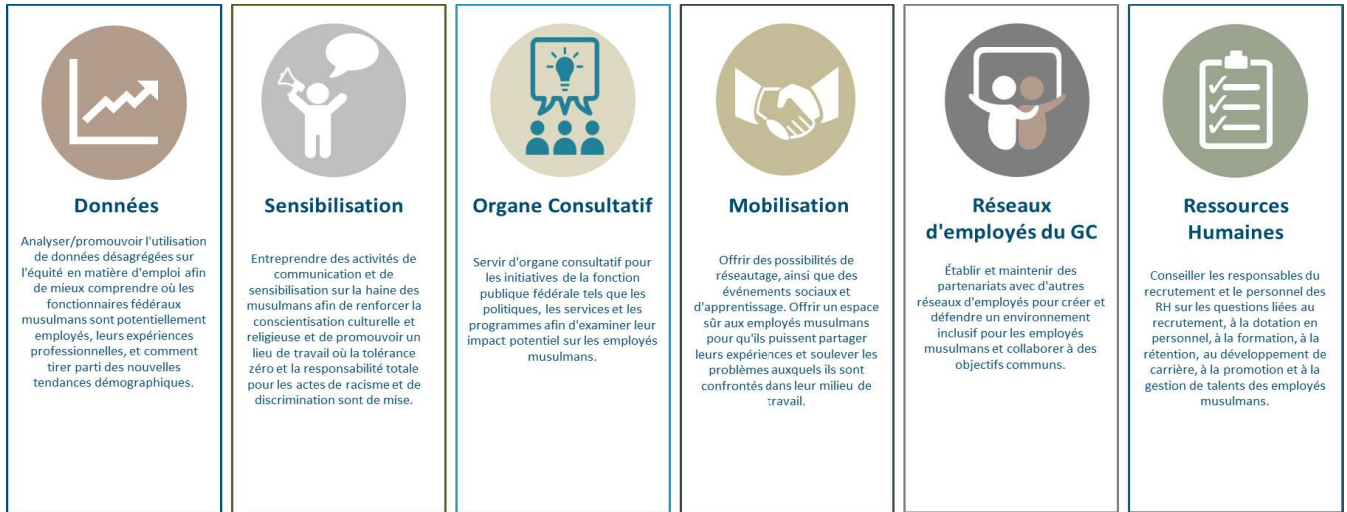 Données
Analyser/promouvoir l'utilisation
de données désagrégées sur
l'équité en matière d'emploi afin
de mieux comprendre où les
fonctionnaires fédéraux
musulmans sont potentiellement
employés, leurs expériences
professionnelles, et comment
tirer parti des nouvelles
tendances démographiques.
Sensibilisation
Entreprendre des activités de
communication et de
sensibilisation sur la haine des
musulmans afin de renforcer la
conscientisation culturelle et
religieuse et de promouvoir un
lieu de travail où la tolérance
zéro et la responsabilité totale
pour les actes de racisme et de
discrimination sont de mise.
Organe Consultatif
Servir d'organe consultatif pour
les initiatives de la fonction
publique fédérale tels que les
politiques, les services et les
programmes afin d'examiner leur
impact potentiel sur les employés
musulmans.
Mobilisation
Offrir des possibilités de
réseautage, ainsi que des
événements sociaux et
d'apprentissage. Offrir un espace
sûr aux employés musulmans
pour qu'ils puissent partager
leurs expériences et soulever les
problèmes auxquels ils sont
confrontés dans leur milieu de
travail.
Réseaux
d'employés du GC
Établir et maintenir des
partenariats avec d'autres
réseaux d'employés pour créer et
défendre un environnement
inclusif pour les employés
musulmans et collaborer à des
objectifs communs.
Ressources
Humaines
Conseiller les responsables du
recrutement et le personnel des
RH sur les questions liées au
recrutement, à la dotation en
personnel, à la formation, à la
rétention, au développement de
carrière, à la promotion et à la
gestion de talents des employés
musulmans.